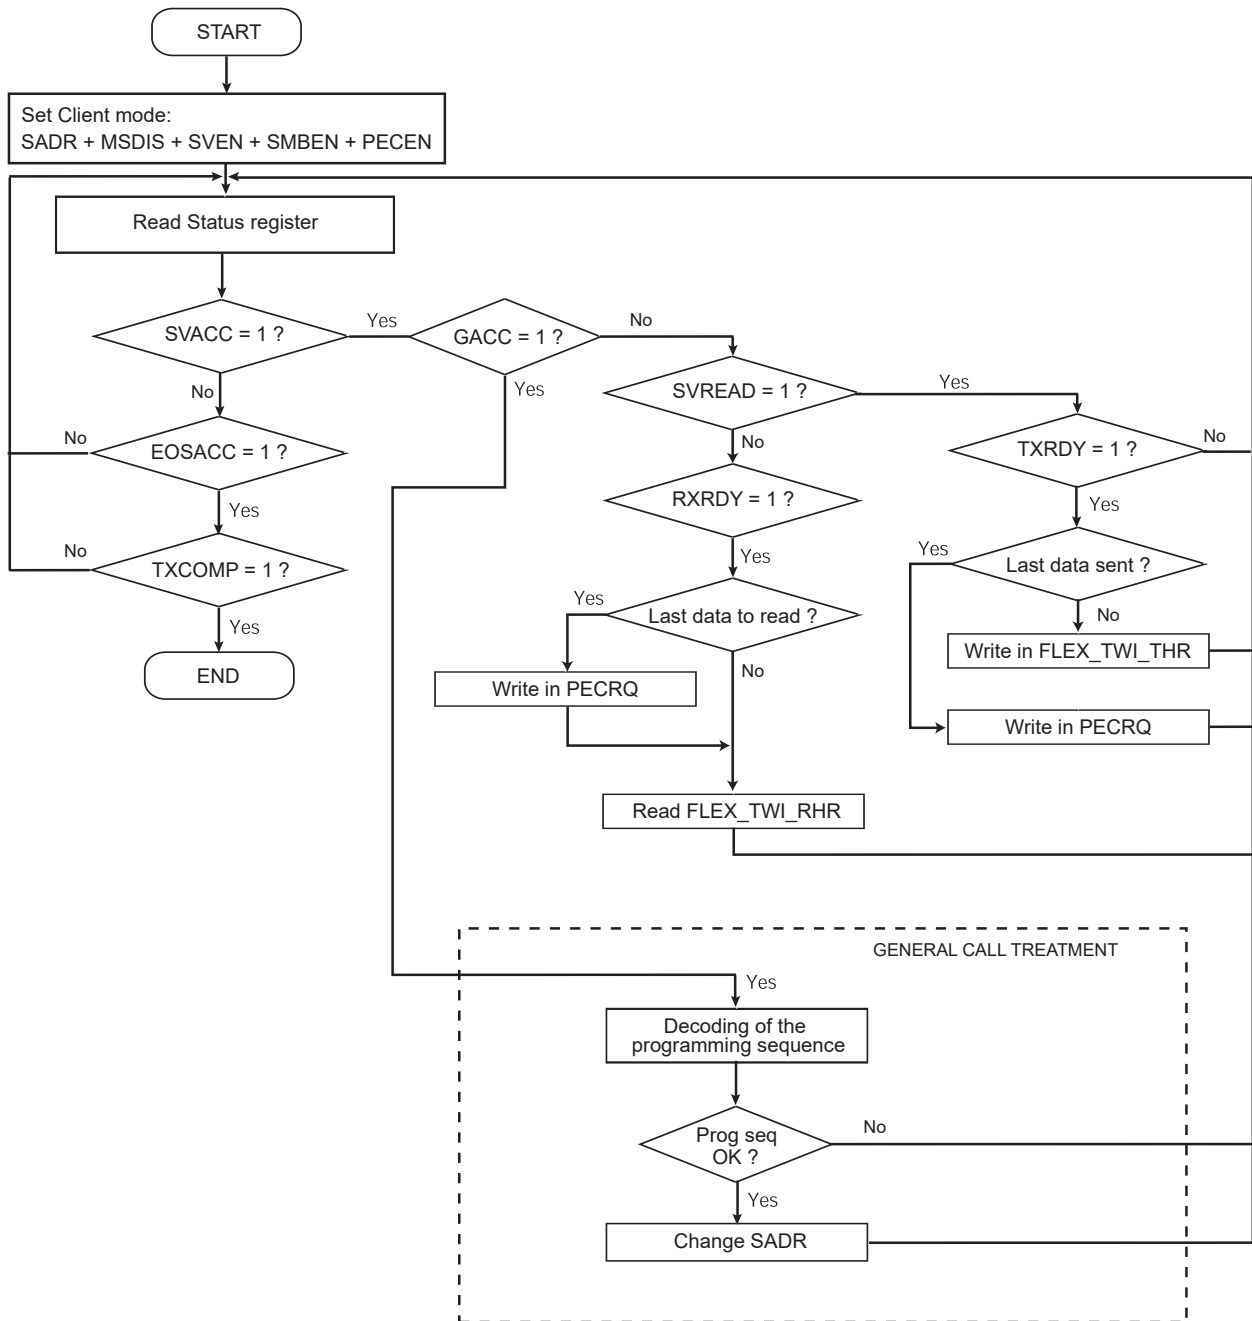 START
Set Client mode:
SADR + MSDIS + SVEN + SMBEN + PECEN
Read Status register
SVACC = 1 ?
Yes
GACC = 1 ?
No
No
Yes
SVREAD = 1 ?
Yes
No
EOSACC = 1 ?
No
TXRDY = 1 ?
No
Yes
RXRDY = 1 ?
Yes
No
TXCOMP = 1 ?
Yes
Yes
Last data sent ?
Yes
Yes
Last data to read ?
No
END
No
Write in FLEX_TWI_THR
Write in PECRQ
Write in PECRQ
Read FLEX_TWI_RHR
GENERAL CALL TREATMENT
Yes
Decoding of the
programming sequence
Prog seq
OK ?
No
Yes
Change SADR